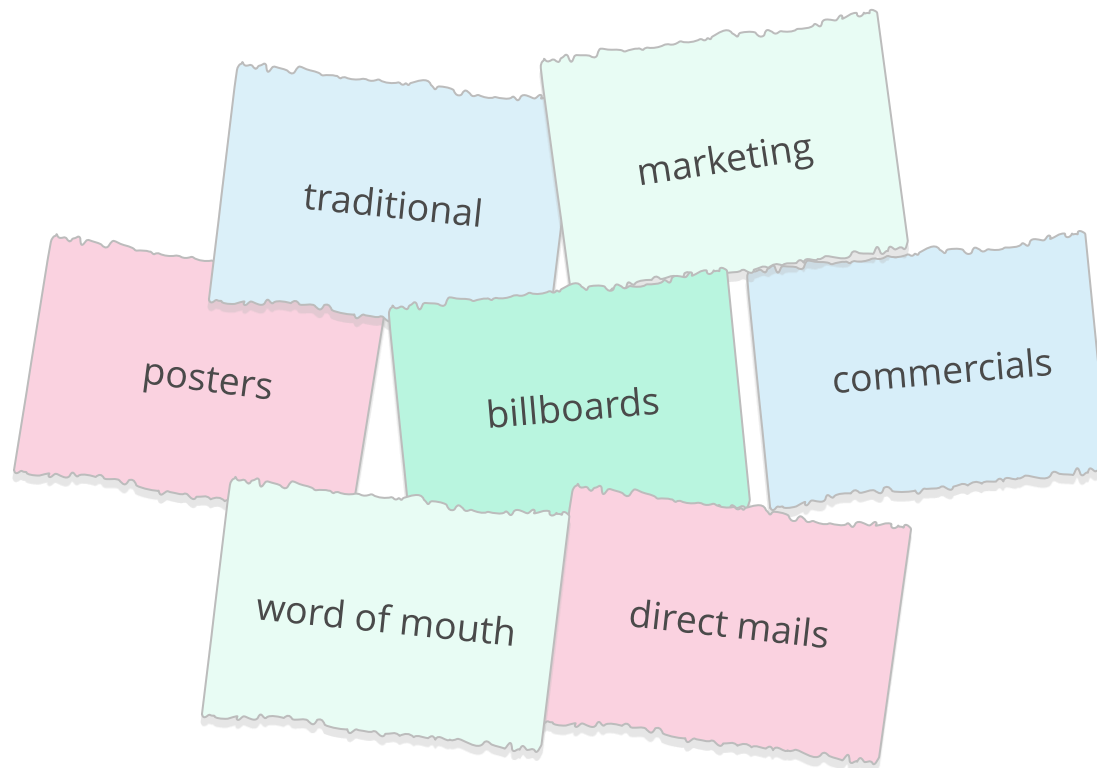 traditional
marketing
posters
billboards
commercials
word of mouth
direct mails